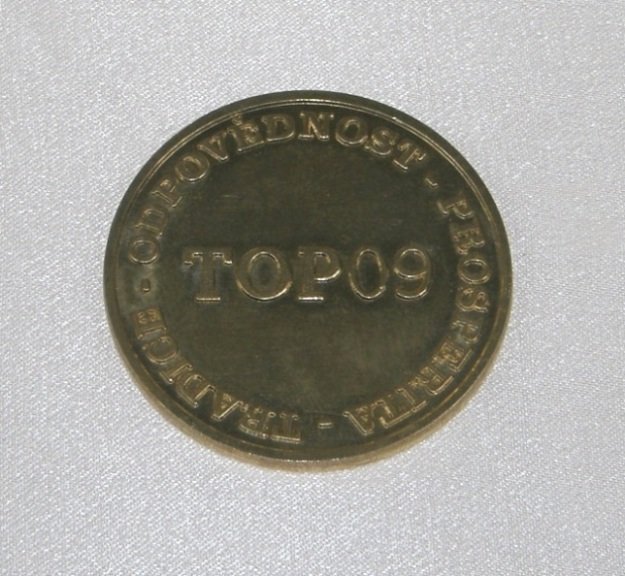 ODPOVĚDNOST - PROSPERITA - TRADICE ·
TOP09